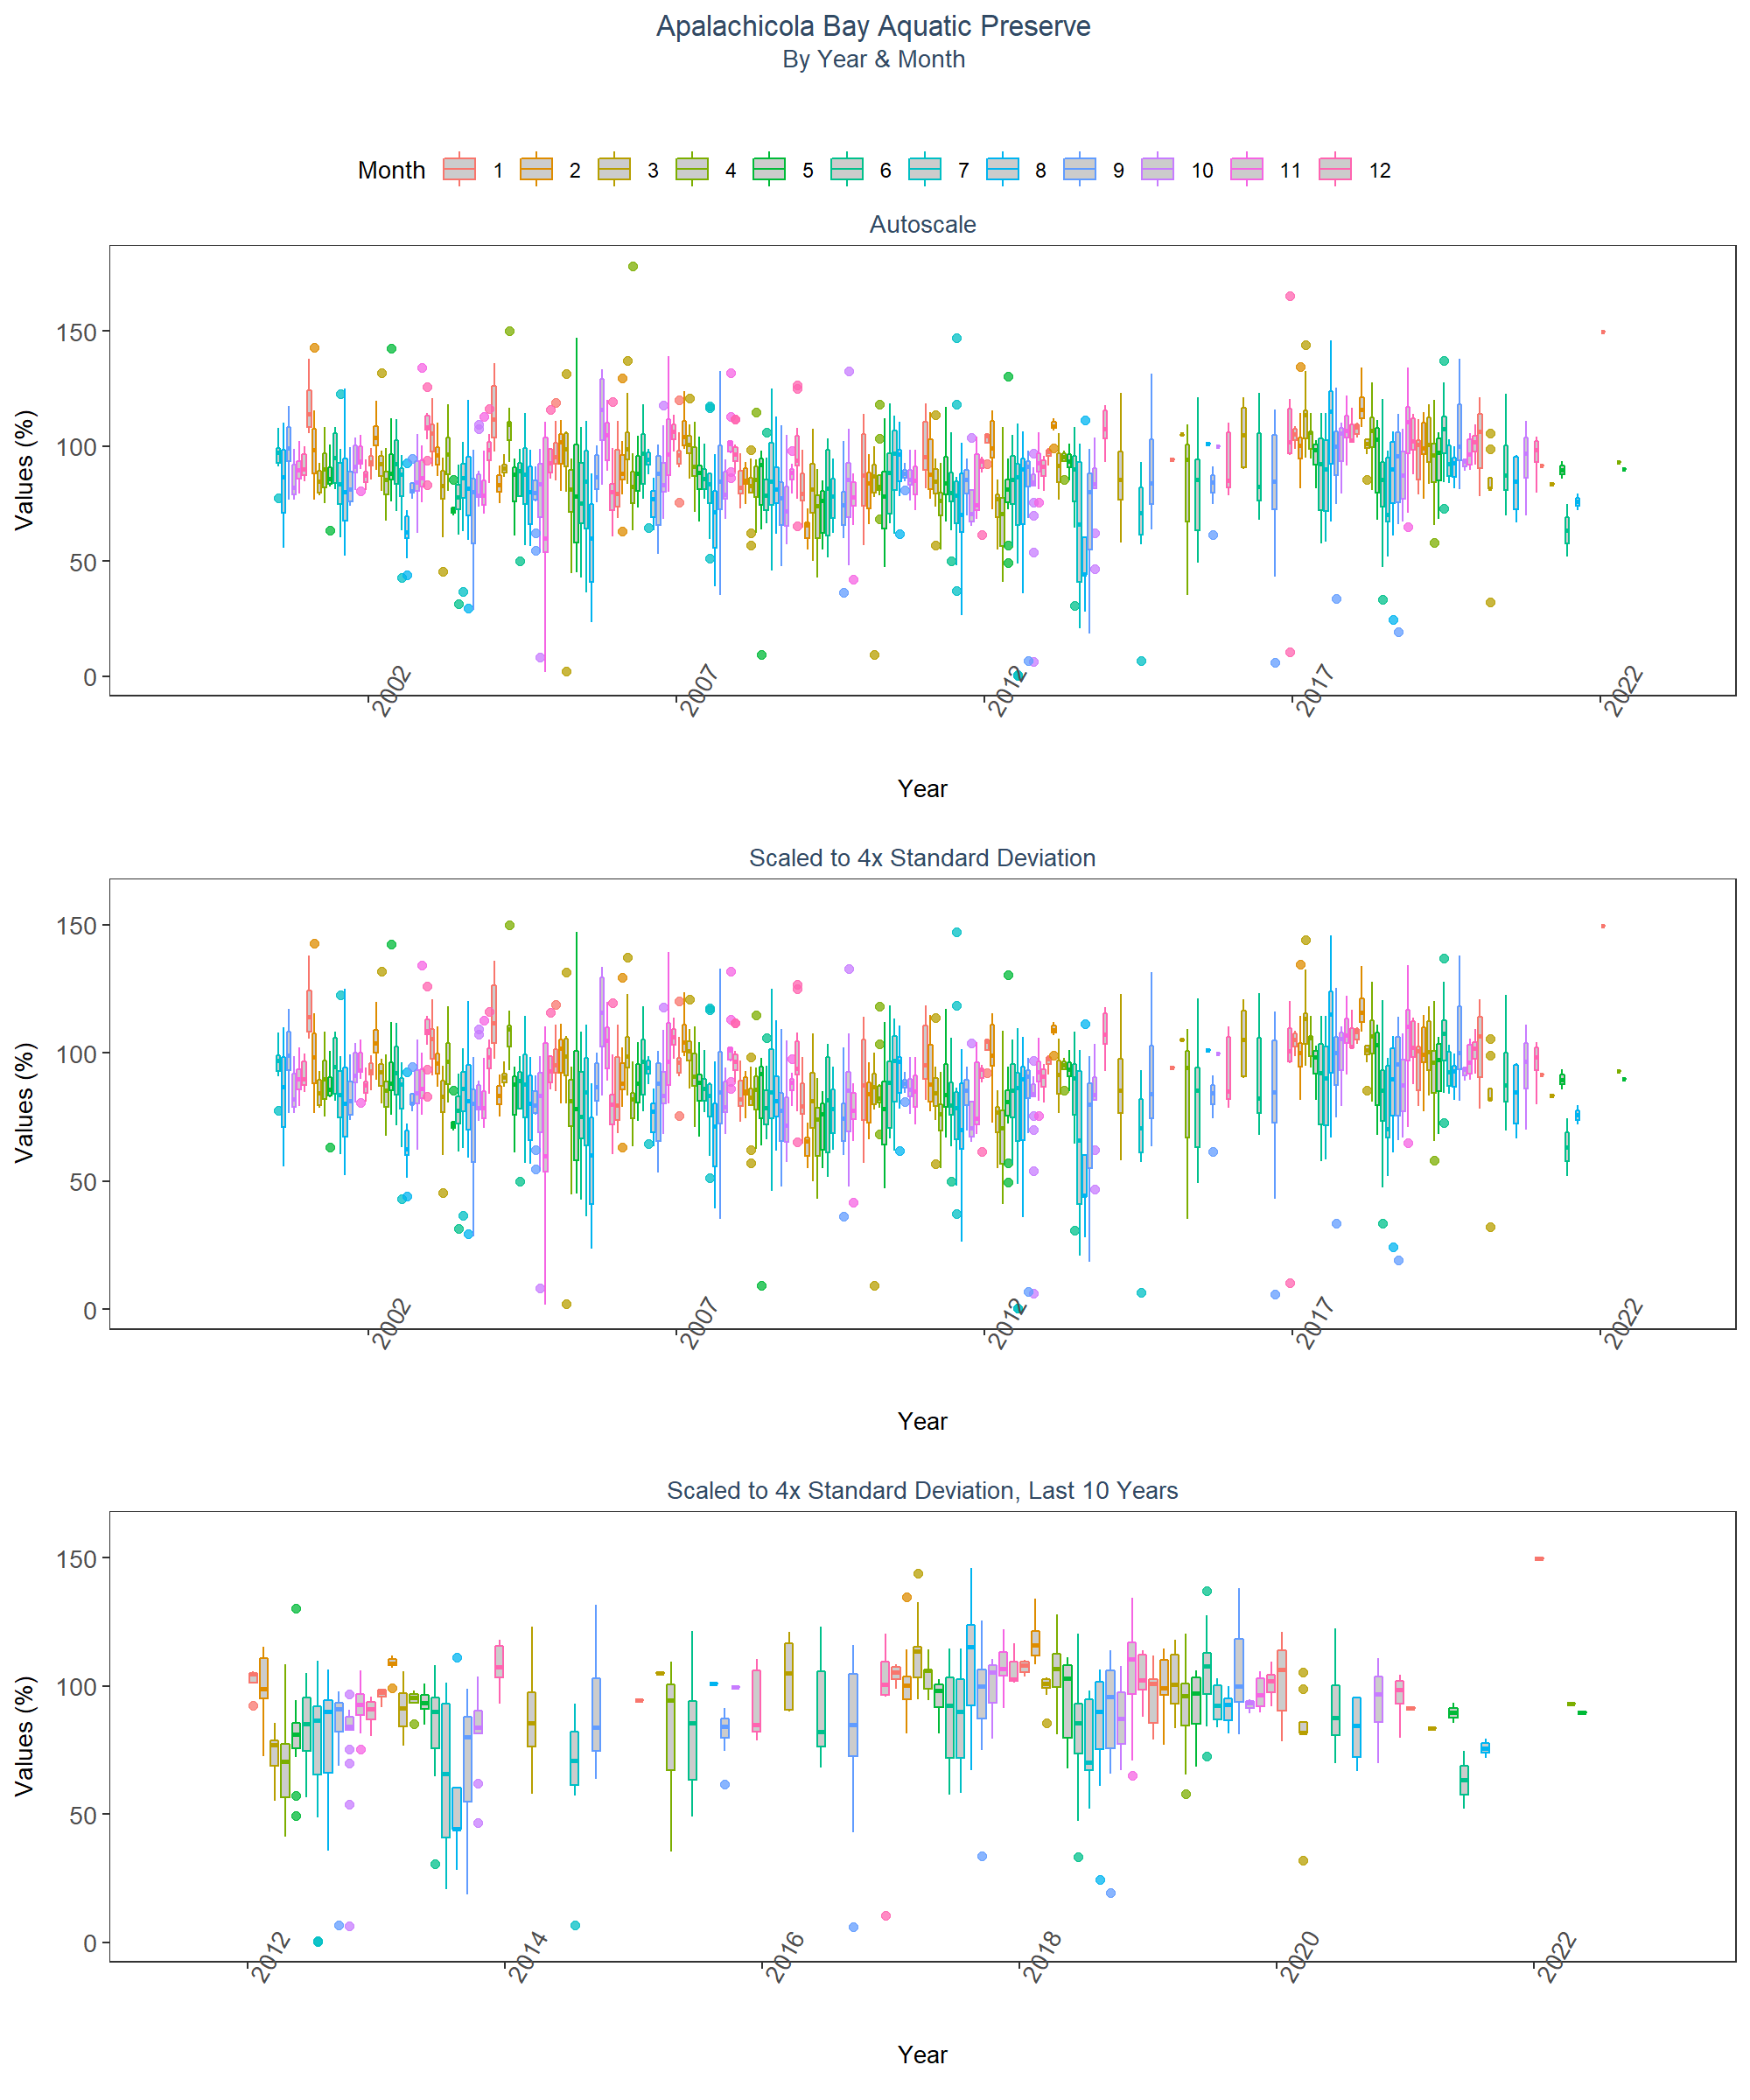 Apalachicola Bay Aquatic Preserve
By Year & Month
Month 1 2 3 4 5 6 7 8 9 10 11 12
Autoscale
Values (%)
150
100
50
0
2002 2007 2012 2017 2022
Year
Scaled to 4x Standard Deviation
Values (%)
150
100
50
0
2002 2007 2012 2017 2022
Year
Scaled to 4x Standard Deviation, Last 10 Years
Values (%)
150
100
50
0
2012 2014 2016 2018 2020 2022
Year